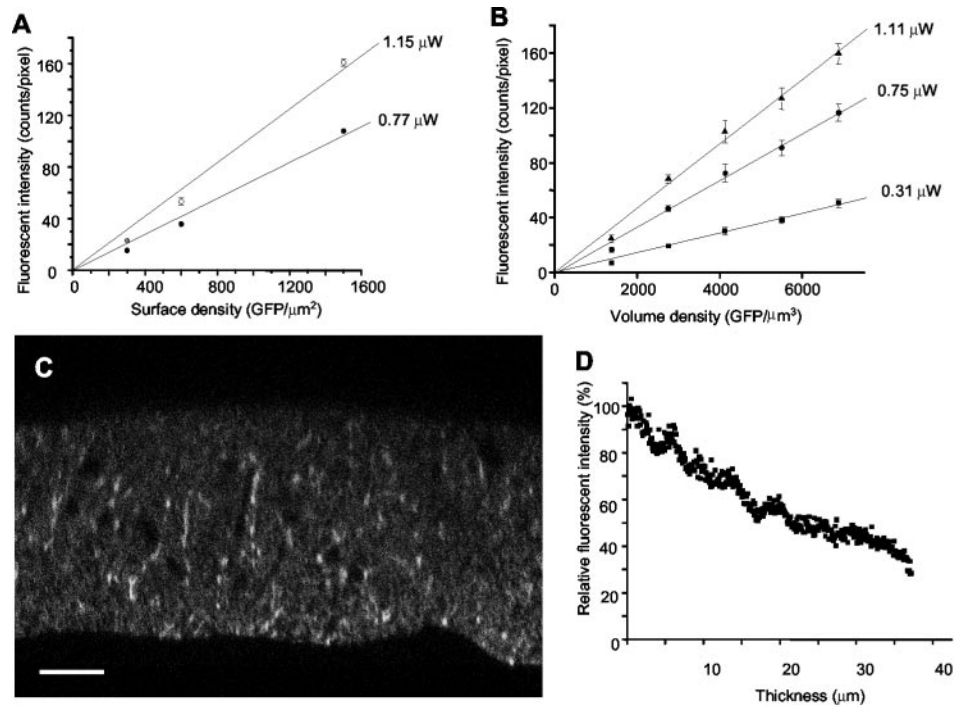 A
Fluorescent intensity (counts/pixel)
160
120
80
40
0
0 400 800 1200 1600
Surface density (GFP/μm²)
1.15 μW
0.77 μW
B
Fluorescent intensity (counts/pixel)
160
120
80
40
0
0 2000 4000 6000
Volume density (GFP/μm³)
1.11 μW
0.75 μW
0.31 μW
C
D
Relative fluorescent intensity (%)
100
80
60
40
20
0
10 20 30 40
Thickness (μm)